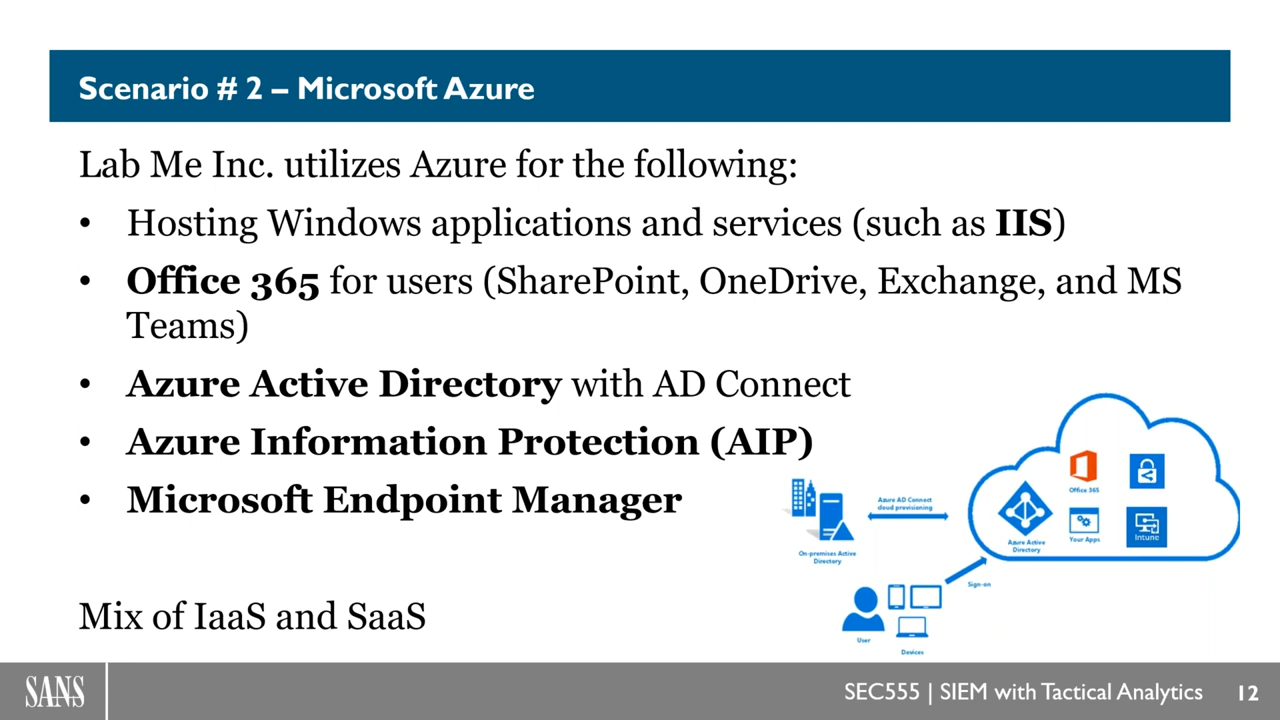 Scenario # 2 – Microsoft Azure
Lab Me Inc. utilizes Azure for the following:
• Hosting Windows applications and services (such as IIS)
• Office 365 for users (SharePoint, OneDrive, Exchange, and MS
Teams)
• Azure Active Directory with AD Connect
• Azure Information Protection (AIP)
• Microsoft Endpoint Manager
Mix of IaaS and SaaS
On-premises Active
Directory
Azure AD Connect
cloud provisioning
Azure Active
Directory
Office 365
Your Apps
Intune
Sign-on
User
Devices
SANS
SEC555 | SIEM with Tactical Analytics
12